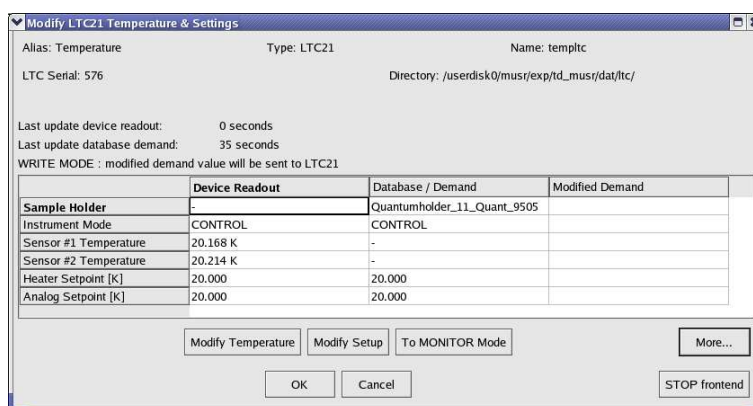 Modify LTC21 Temperature & Settings
Alias: Temperature Type: LTC21 Name: templtc
LTC Serial: 576 Directory: /userdisk0/musr/exp/td_musr/dat/ltc/
Last update device readout: 0 seconds
Last update database demand: 35 seconds
WRITE MODE : modified demand value will be sent to LTC21
Device Readout Database / Demand Modified Demand
Sample Holder - Quantumholder_11_Quant_9505
Instrument Mode CONTROL CONTROL
Sensor #1 Temperature 20.168 K -
Sensor #2 Temperature 20.214 K -
Heater Setpoint [K] 20.000 20.000
Analog Setpoint [K] 20.000 20.000
Modify Temperature Modify Setup To MONITOR Mode More...
OK Cancel STOP frontend